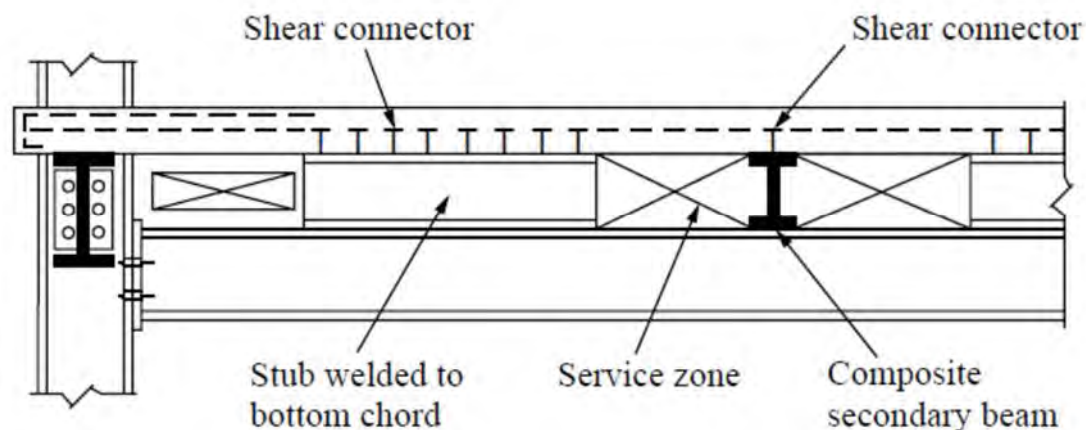 Shear connector
Shear connector
Stub welded to
bottom chord
Service zone
Composite
secondary beam